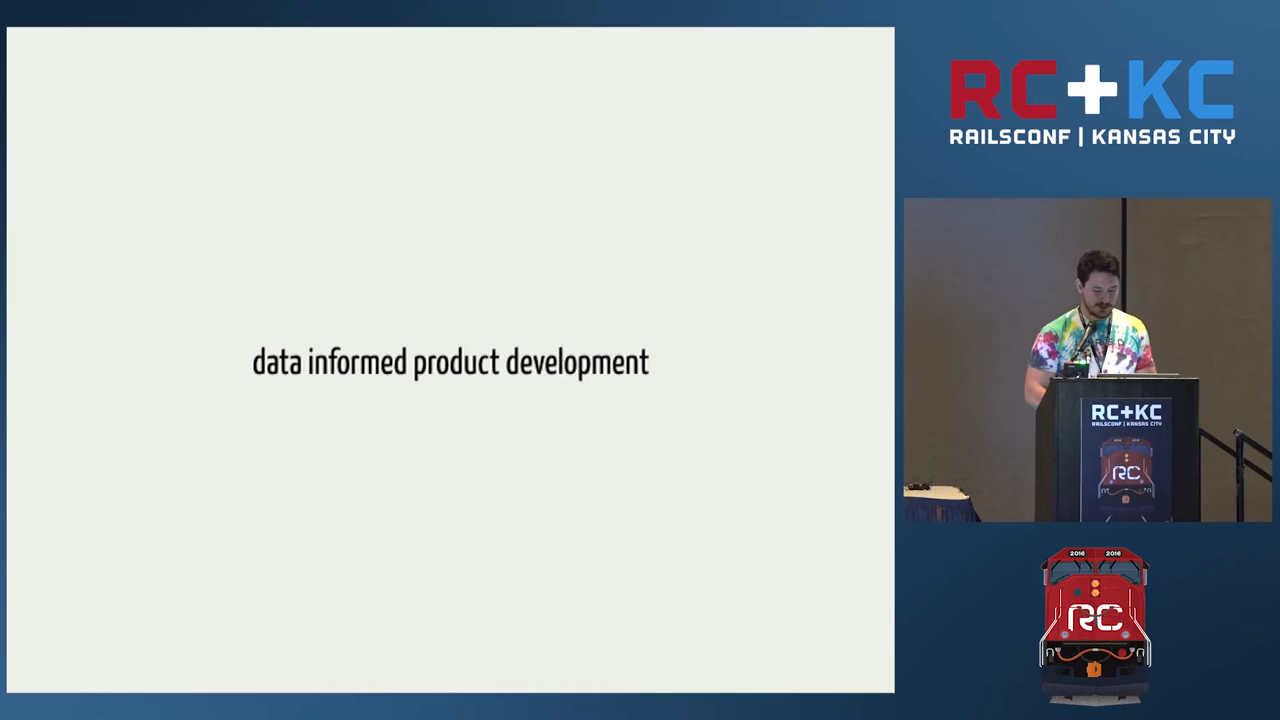 data informed product development
RC+KC
RAILSCONF | KANSAS CITY
RC+KC
RAILSCONF | KANSAS CITY
RC
2016 2016
RC